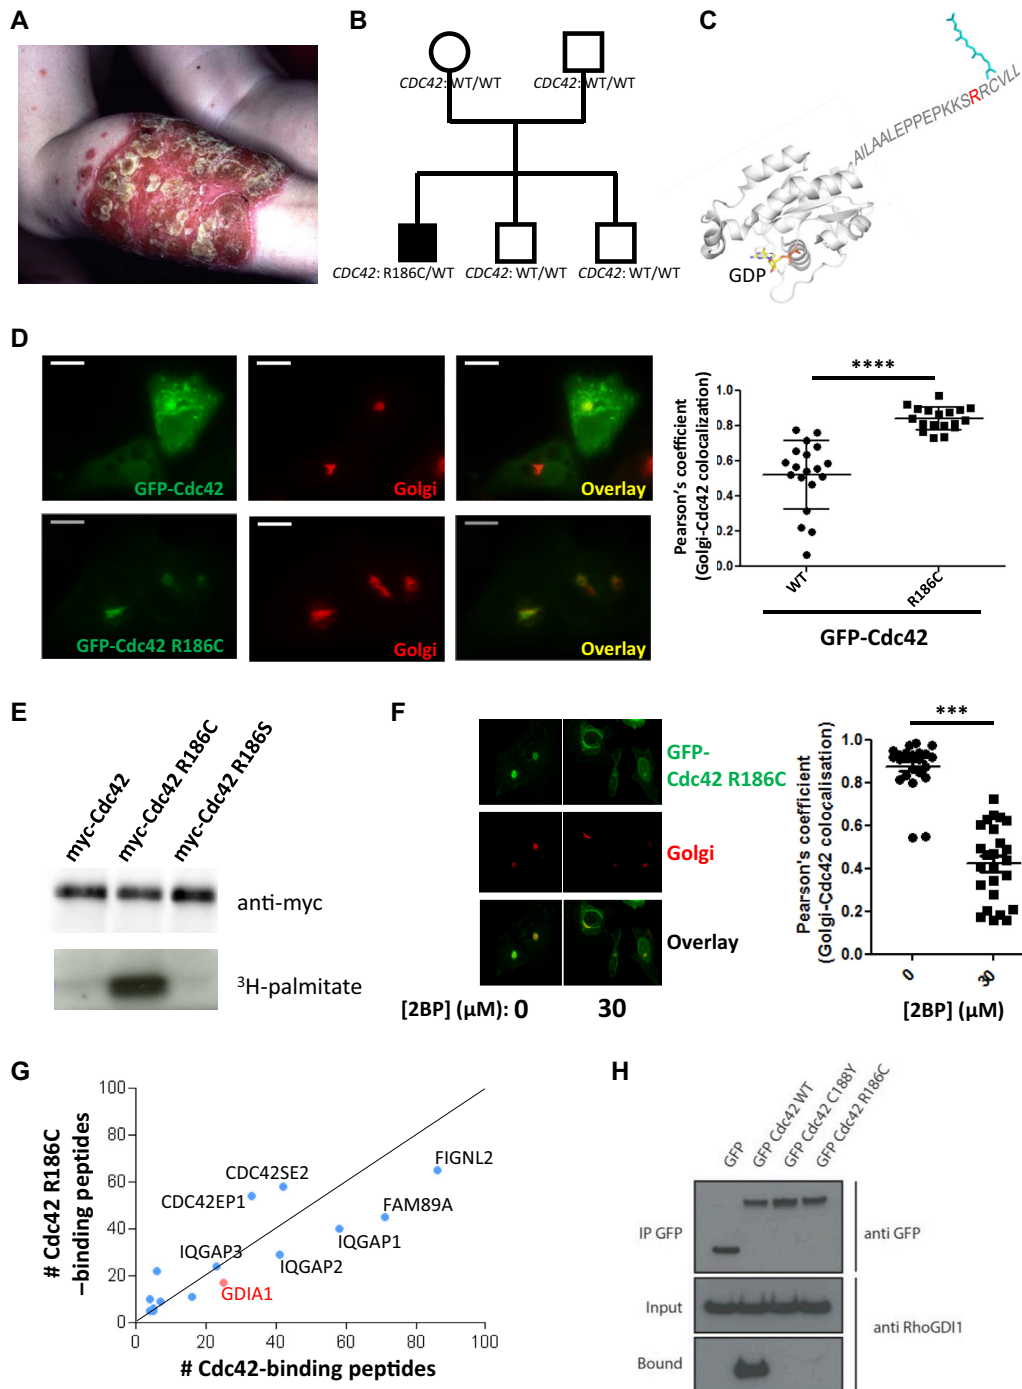 A
B
CDC42: WT/WT
CDC42: WT/WT
CDC42: R186C/WT
CDC42: WT/WT
CDC42: WT/WT
C
AILAALEPPEPKKSRRCVLL
GDP
D
GFP-Cdc42
Golgi
Overlay
GFP-Cdc42 R186C
Golgi
Overlay
****
Pearson's coefficient
(Golgi-Cdc42 colocalization)
1.0
0.8
0.6
0.4
0.2
0.0
WT
R186C
GFP-Cdc42
E
myc-Cdc42
myc-Cdc42 R186C
myc-Cdc42 R186S
anti-myc
³H-palmitate
F
GFP-
Cdc42 R186C
Golgi
Overlay
[2BP] (μM): 0
30
***
Pearson's coefficient
(Golgi-Cdc42 colocalisation)
1.0
0.8
0.6
0.4
0.2
0.0
0
30
[2BP] (μM)
G
# Cdc42 R186C
–binding peptides
100
80
60
40
20
0
FIGNL2
CDC42SE2
CDC42EP1
FAM89A
IQGAP1
IQGAP3
IQGAP2
GDIA1
0
20
40
60
80
100
# Cdc42-binding peptides
H
GFP
GFP Cdc42 WT
GFP Cdc42 C188Y
GFP Cdc42 R186C
IP GFP
anti GFP
Input
anti RhoGDI1
Bound